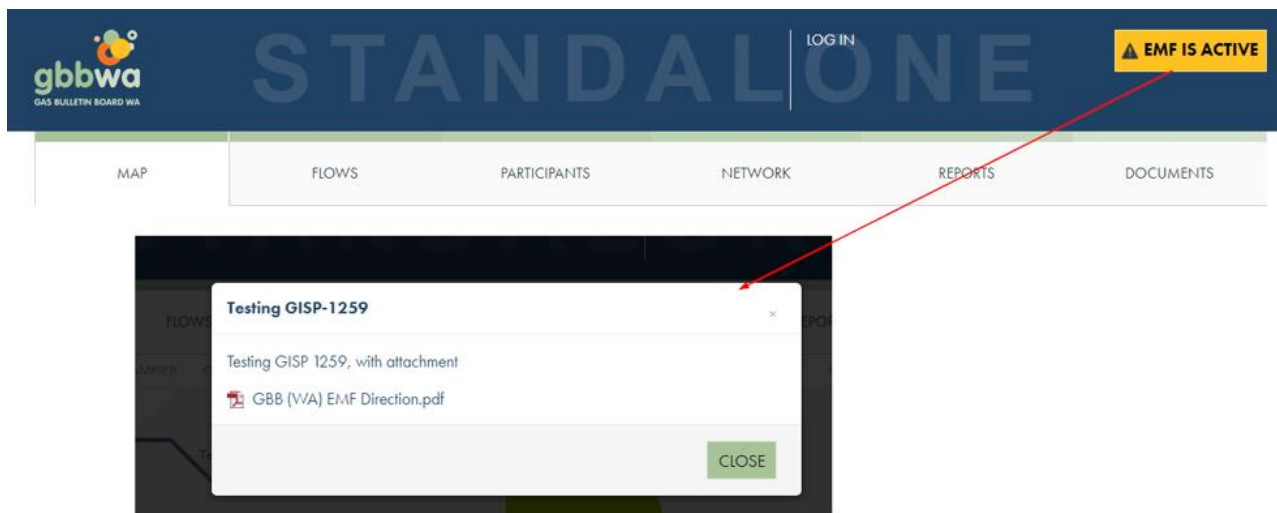 STANDALONE
LOG IN
EMF IS ACTIVE
gbbwa
GAS BULLETIN BOARD WA
MAP
FLOWS
PARTICIPANTS
NETWORK
REPORTS
DOCUMENTS
Testing GISP-1259
×
FLOWS
Testing GISP 1259, with attachment
GBB (WA) EMF Direction.pdf
CLOSE